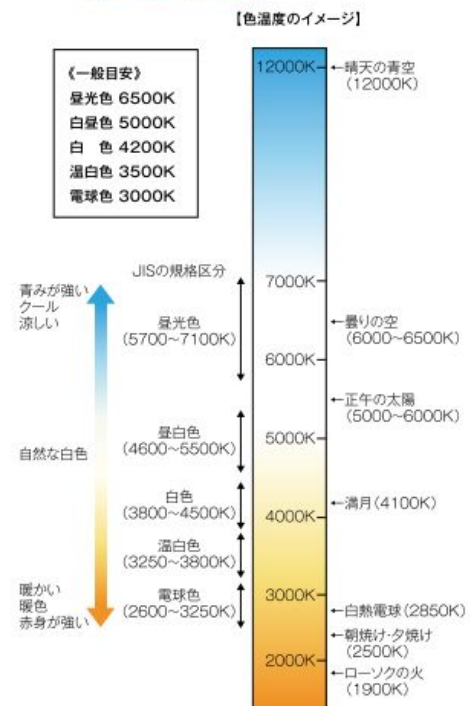 【色温度のイメージ】
《一般目安》
昼光色 6500K
白昼色 5000K
白　色 4200K
温白色 3500K
電球色 3000K
青みが強い
クール
涼しい
自然な白色
暖かい
暖色
赤身が強い
JISの規格区分
昼光色
(5700～7100K)
昼白色
(4600～5500K)
白色
(3800～4500K)
温白色
(3250～3800K)
電球色
(2600～3250K)
12000K
7000K
6000K
5000K
4000K
3000K
2000K
晴天の青空
(12000K)
曇りの空
(6000～6500K)
正午の太陽
(5000～6000K)
満月(4100K)
白熱電球(2850K)
朝焼け・夕焼け
(2500K)
ローソクの火
(1900K)